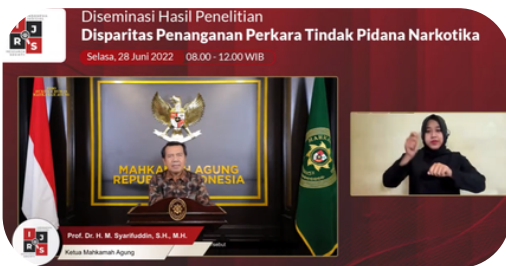 I J
R S
Diseminasi Hasil Penelitian
Disparitas Penanganan Perkara Tindak Pidana Narkotika
Selasa, 28 Juni 2022 08.00 - 12.00 WIB
MAHKAMAH AGUNG
REPUBLIK INDONESIA
I J
R S
Prof. Dr. H. M. Syarifuddin, S.H., M.H.
Ketua Mahkamah Agung